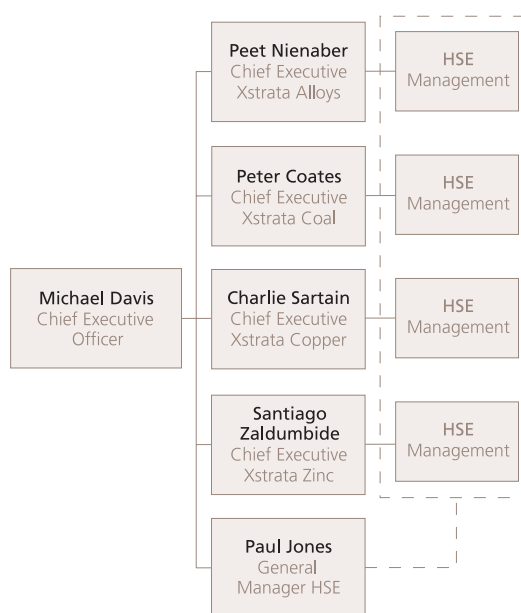 Peet Nienaber
Chief Executive
Xstrata Alloys
HSE
Management
Peter Coates
Chief Executive
Xstrata Coal
HSE
Management
Michael Davis
Chief Executive
Officer
Charlie Sartain
Chief Executive
Xstrata Copper
HSE
Management
Santiago
Zaldumbide
Chief Executive
Xstrata Zinc
HSE
Management
Paul Jones
General
Manager HSE